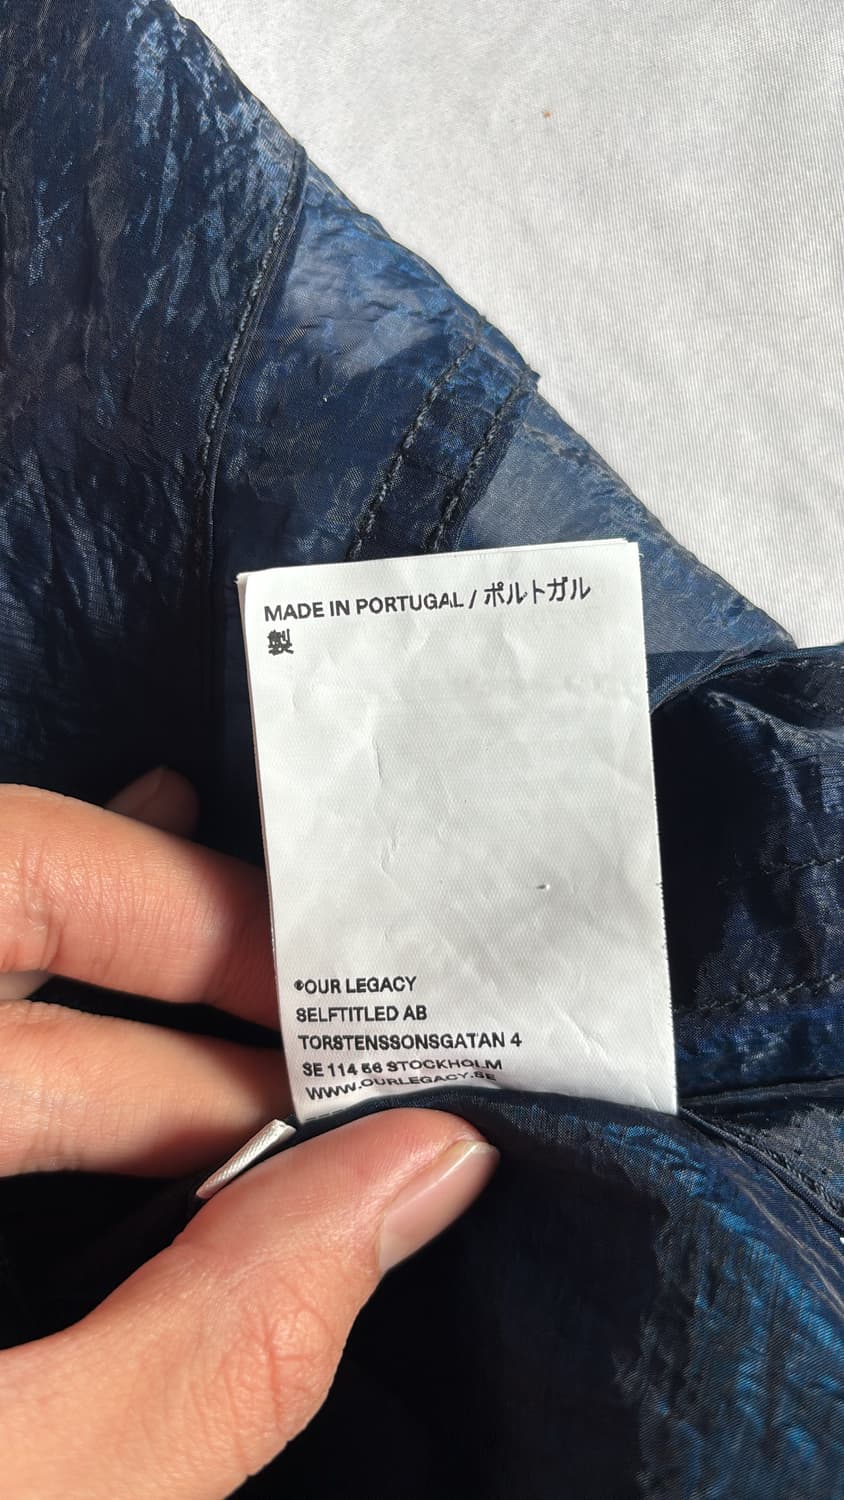 MADE IN PORTUGAL / ポルトガル
製
©OUR LEGACY
SELFTITLED AB
TORSTENSSONSGATAN 4
SE 114 56 STOCKHOLM
WWW.OURLEGACY.SE